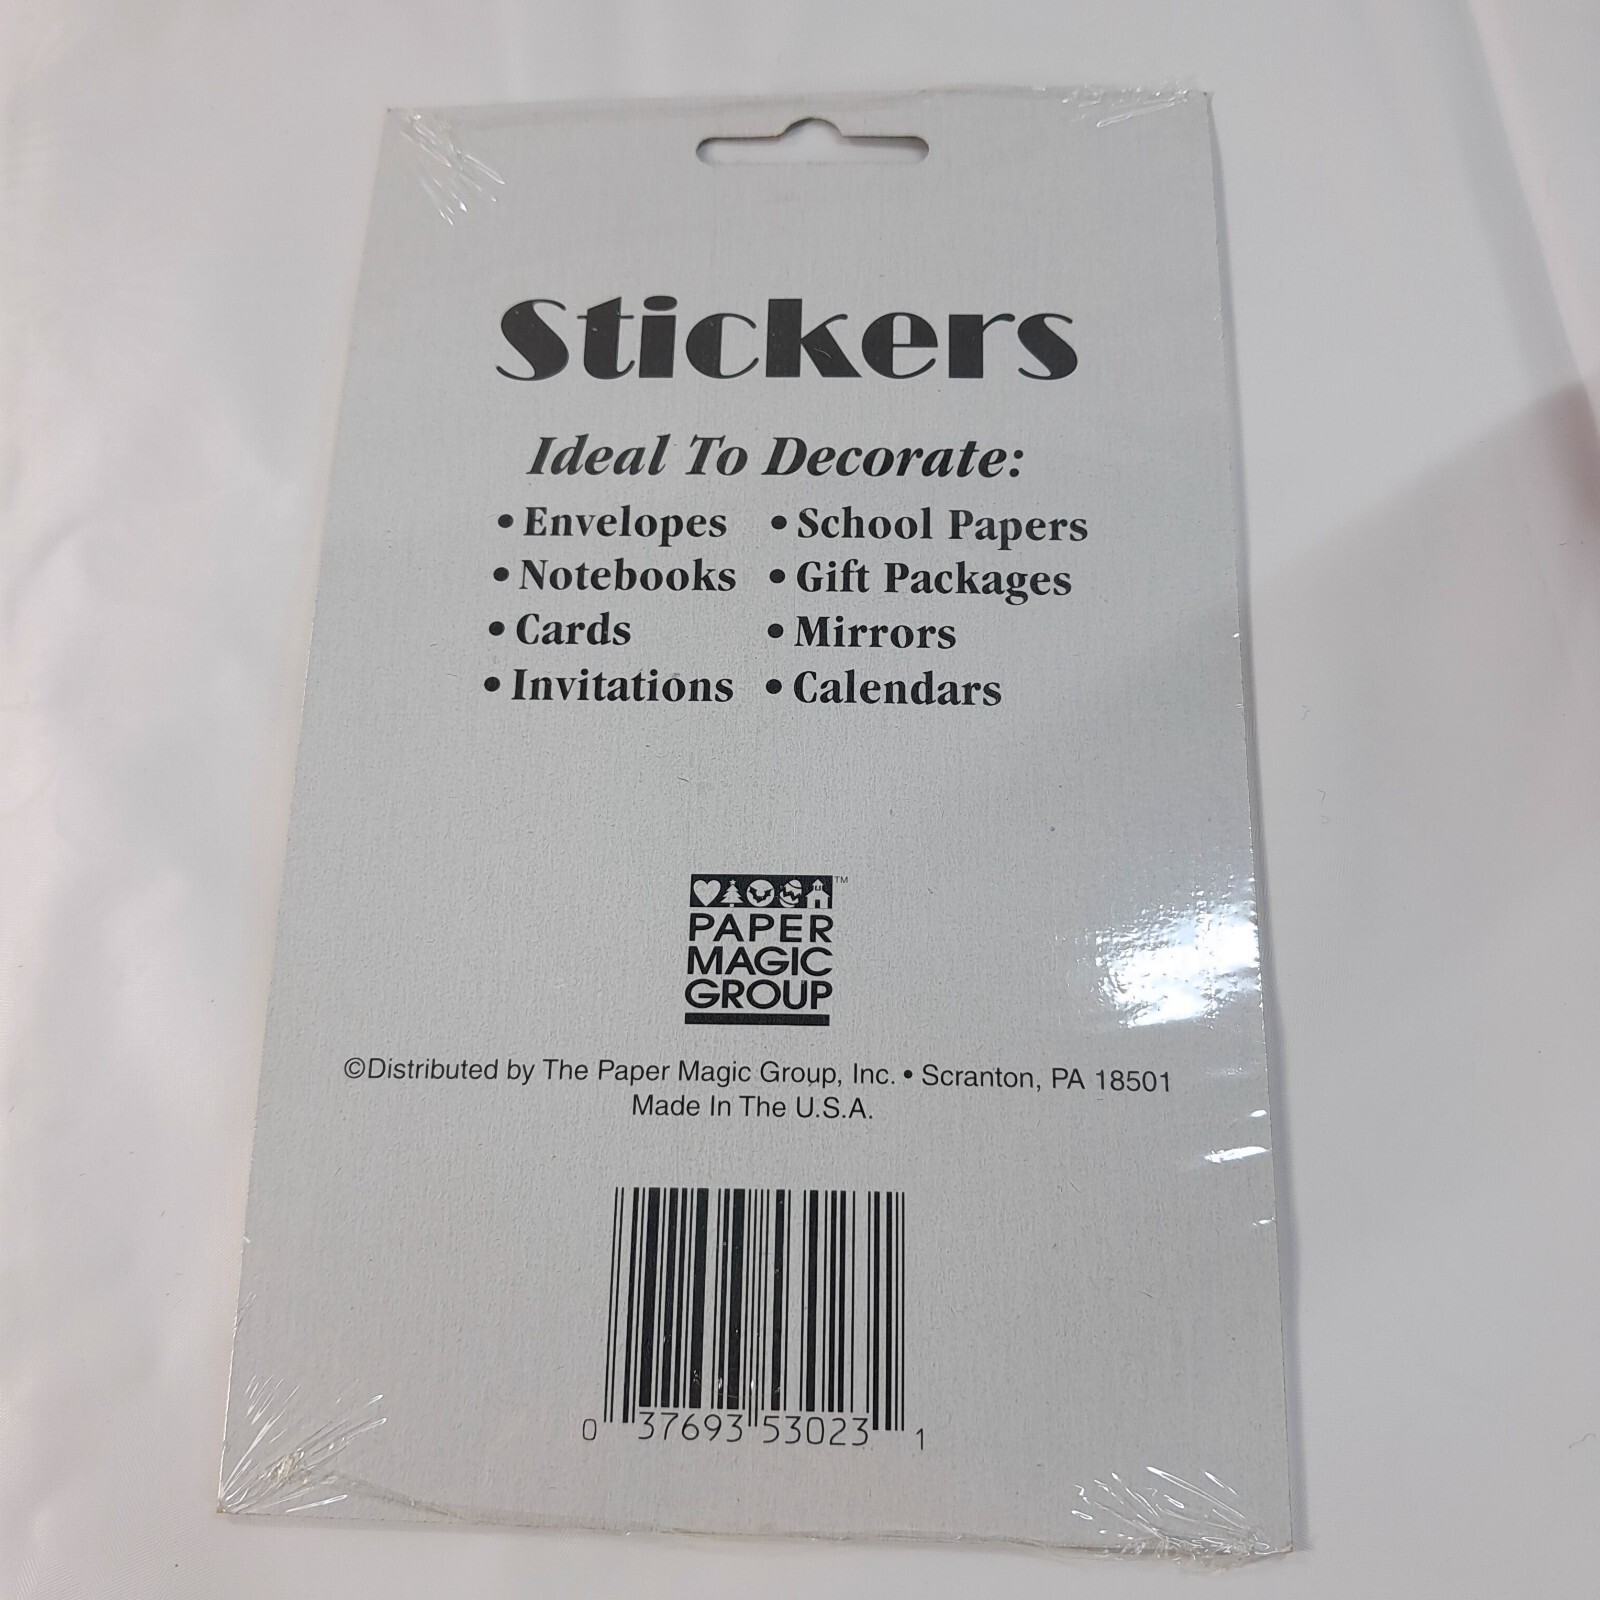 Stickers
Ideal To Decorate:
• Envelopes • School Papers
• Notebooks • Gift Packages
• Cards • Mirrors
• Invitations • Calendars
™
PAPER
MAGIC
GROUP
©Distributed by The Paper Magic Group, Inc. • Scranton, PA 18501
Made In The U.S.A.
0 37693 53023 1